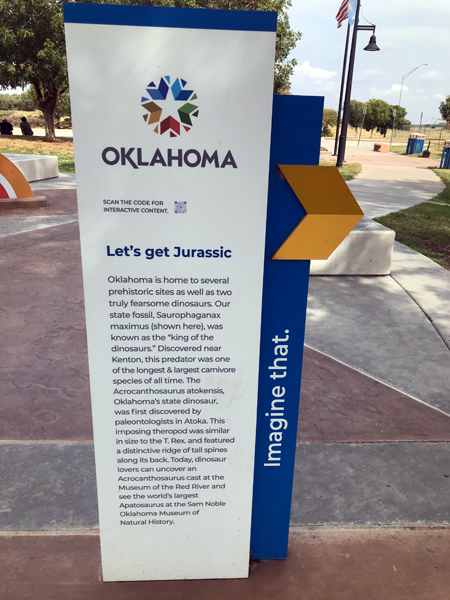 OKLAHOMA
SCAN THE CODE FOR
INTERACTIVE CONTENT.
Let's get Jurassic
Oklahoma is home to several
prehistoric sites as well as two
truly fearsome dinosaurs. Our
state fossil, Saurophaganax
maximus (shown here), was
known as the "king of the
dinosaurs." Discovered near
Kenton, this predator was one
of the longest & largest carnivore
species of all time. The
Acrocanthosaurus atokensis,
Oklahoma's state dinosaur,
was first discovered by
paleontologists in Atoka. This
imposing theropod was similar
in size to the T. Rex, and featured
a distinctive ridge of tall spines
along its back. Today, dinosaur
lovers can uncover an
Acrocanthosaurus cast at the
Museum of the Red River and
see the world's largest
Apatosaurus at the Sam Noble
Oklahoma Museum of
Natural History.
Imagine that.